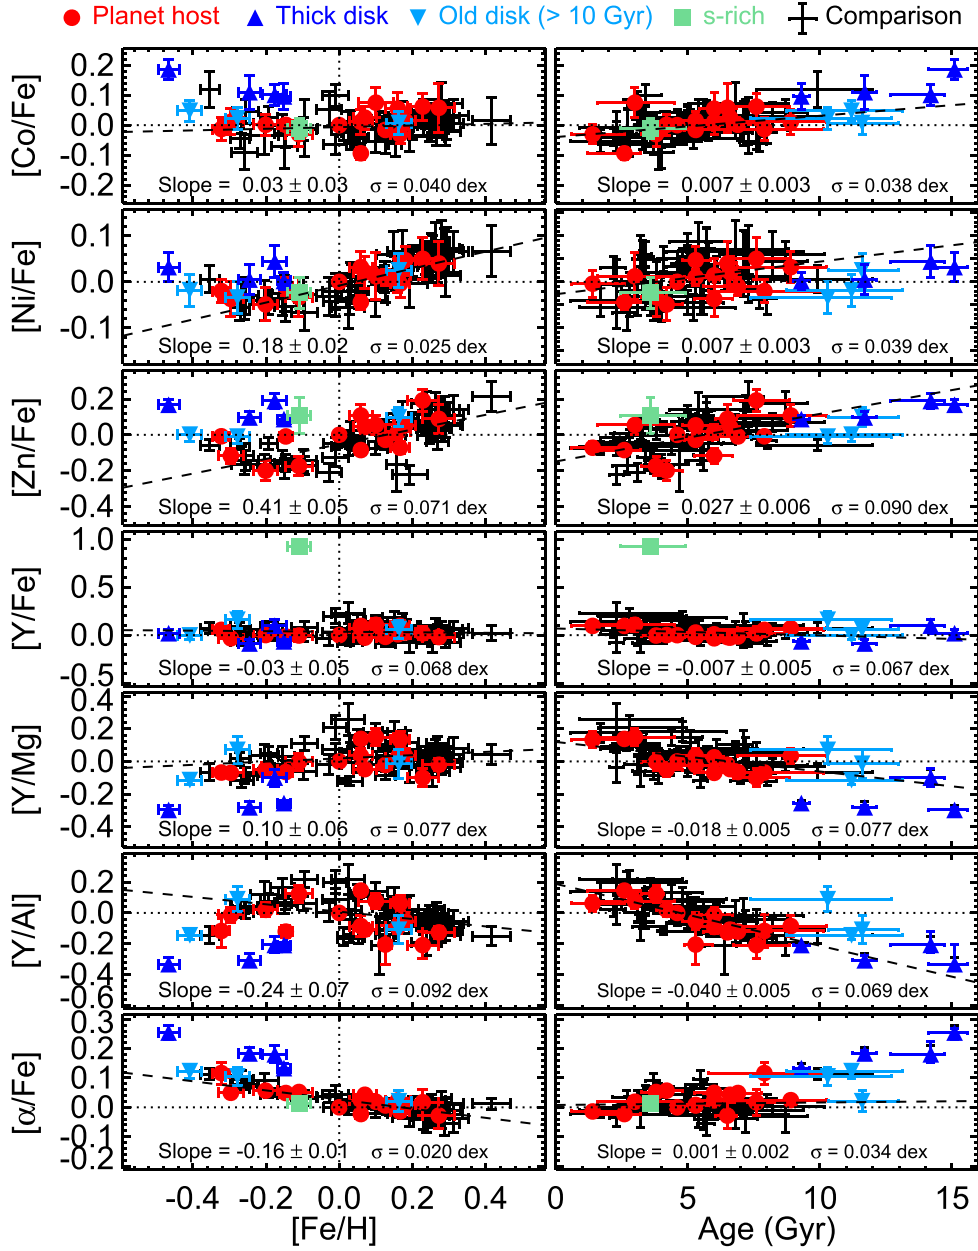 Planet host Thick disk Old disk (> 10 Gyr) s-rich Comparison
[Co/Fe]
0.2
0.1
0.0
-0.1
-0.2
Slope = 0.03 ± 0.03 σ = 0.040 dex
Slope = 0.007 ± 0.003 σ = 0.038 dex
[Ni/Fe]
0.1
0.0
-0.1
Slope = 0.18 ± 0.02 σ = 0.025 dex
Slope = 0.007 ± 0.003 σ = 0.039 dex
[Zn/Fe]
0.2
0.0
-0.2
-0.4
Slope = 0.41 ± 0.05 σ = 0.071 dex
Slope = 0.027 ± 0.006 σ = 0.090 dex
[Y/Fe]
1.0
0.5
0.0
-0.5
Slope = -0.03 ± 0.05 σ = 0.068 dex
Slope = -0.007 ± 0.005 σ = 0.067 dex
[Y/Mg]
0.4
0.2
0.0
-0.2
-0.4
Slope = 0.10 ± 0.06 σ = 0.077 dex
Slope = -0.018 ± 0.005 σ = 0.077 dex
[Y/Al]
0.2
0.0
-0.2
-0.4
-0.6
Slope = -0.24 ± 0.07 σ = 0.092 dex
Slope = -0.040 ± 0.005 σ = 0.069 dex
[α/Fe]
0.3
0.2
0.1
0.0
-0.1
-0.2
Slope = -0.16 ± 0.01 σ = 0.020 dex
Slope = 0.001 ± 0.002 σ = 0.034 dex
-0.4 -0.2 0.0 0.2 0.4
0 5 10 15
[Fe/H]
Age (Gyr)